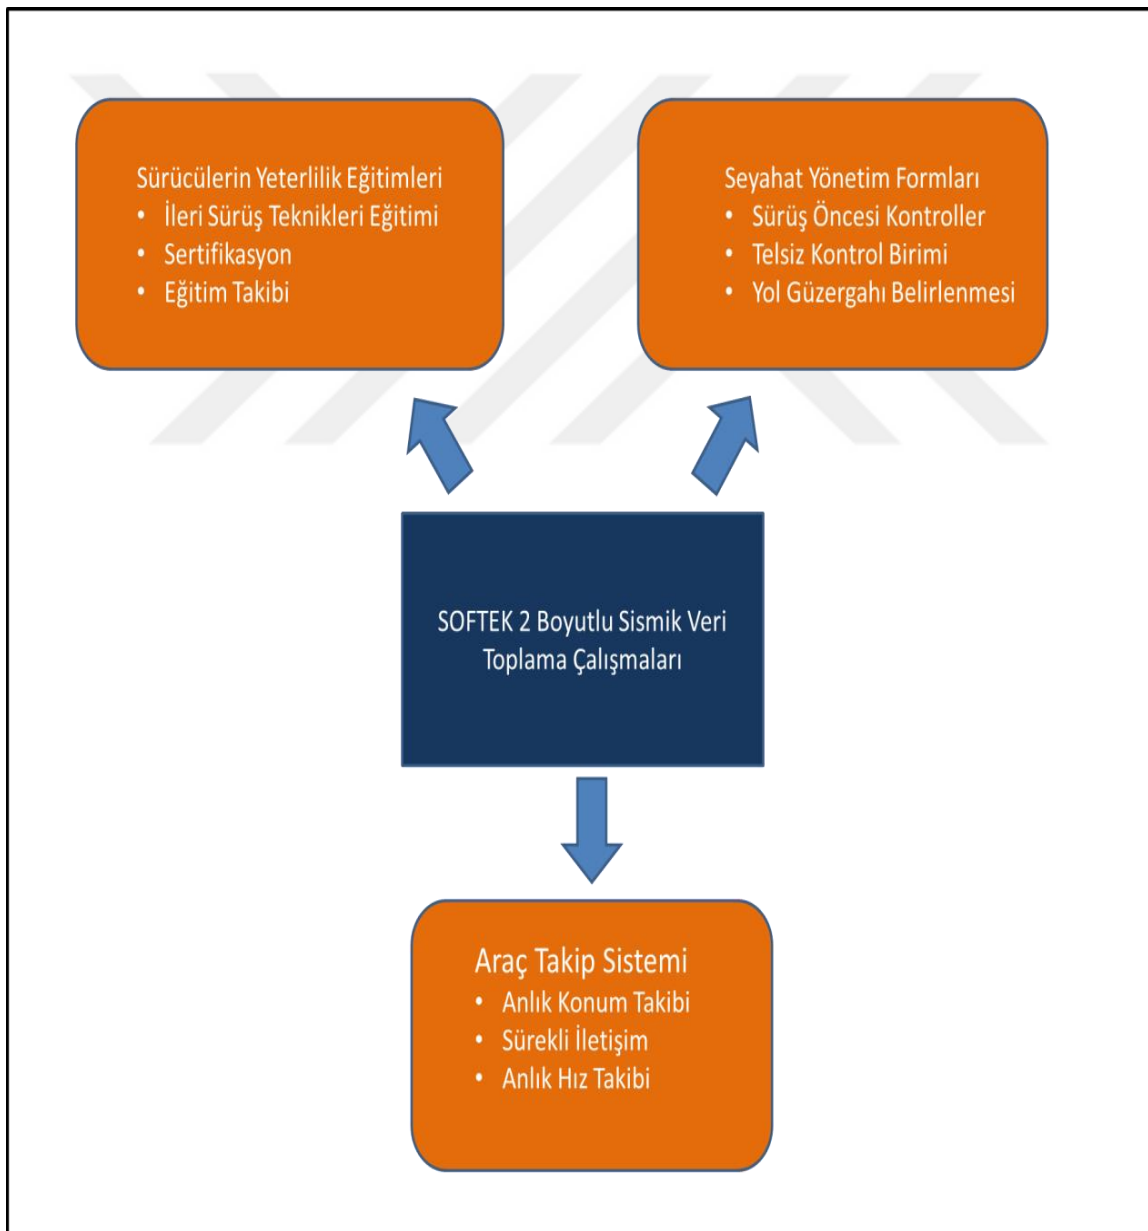 Sürücülerin Yeterlilik Eğitimleri
• İleri Sürüş Teknikleri Eğitimi
• Sertifikasyon
• Eğitim Takibi
Seyahat Yönetim Formları
• Sürüş Öncesi Kontroller
• Telsiz Kontrol Birimi
• Yol Güzergahı Belirlenmesi
SOFTEK 2 Boyutlu Sismik Veri
Toplama Çalışmaları
Araç Takip Sistemi
• Anlık Konum Takibi
• Sürekli İletişim
• Anlık Hız Takibi